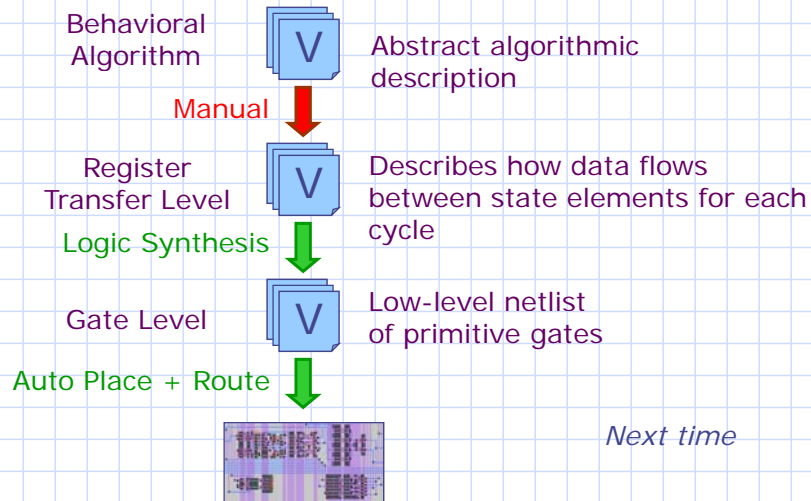 Behavioral
Algorithm
V
Abstract algorithmic
description
Manual
Register
Transfer Level
V
Describes how data flows
between state elements for each
cycle
Logic Synthesis
Gate Level
V
Low-level netlist
of primitive gates
Auto Place + Route
Next time